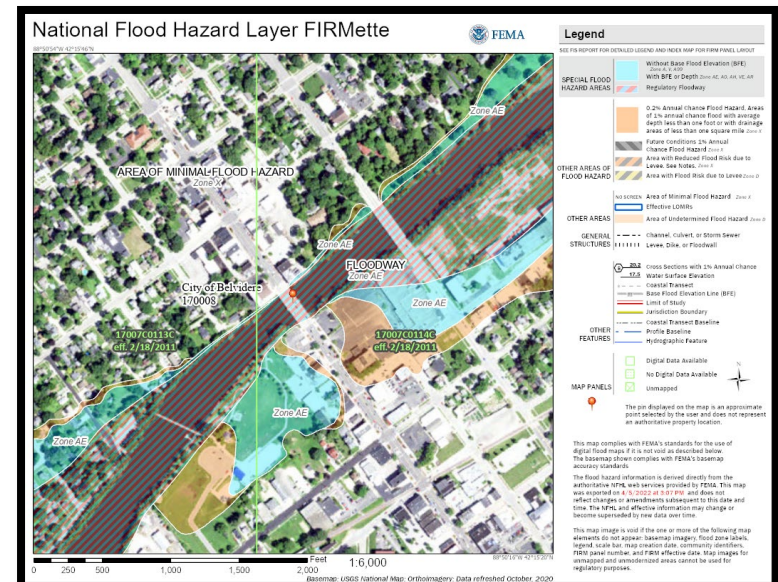 National Flood Hazard Layer FIRMette
FEMA
88°50'54"W 42°15'46"N
Zone AE
AREA OF MINIMAL FLOOD HAZARD
Zone X
Zone AE
FLOODWAY
Zone AE
City of Belvidere
170008
Zone AE
17007C0113C
eff. 2/18/2011
17007C0114C
eff. 2/18/2011
Zone AE
Zone AE
0 250 500 1,000 1,500 2,000
Feet
1:6,000
88°50'16"W 42°15'20"N
Basemap: USGS National Map: Orthoimagery: Data refreshed October, 2020
Legend
SEE FIS REPORT FOR DETAILED LEGEND AND INDEX MAP FOR FIRM PANEL LAYOUT
SPECIAL FLOOD
HAZARD AREAS
Without Base Flood Elevation (BFE)
Zone A, V, A99
With BFE or Depth Zone AE, AO, AH, VE, AR
Regulatory Floodway
0.2% Annual Chance Flood Hazard, Areas
of 1% annual chance flood with average
depth less than one foot or with drainage
areas of less than one square mile Zone X
Future Conditions 1% Annual
Chance Flood Hazard Zone X
Area with Reduced Flood Risk due to
Levee. See Notes. Zone X
Area with Flood Risk due to Levee Zone D
OTHER AREAS OF
FLOOD HAZARD
NO SCREEN Area of Minimal Flood Hazard Zone X
Effective LOMRs
Area of Undetermined Flood Hazard Zone D
OTHER AREAS
GENERAL
STRUCTURES
Channel, Culvert, or Storm Sewer
Levee, Dike, or Floodwall
20.2 Cross Sections with 1% Annual Chance
17.5 Water Surface Elevation
Coastal Transect
Base Flood Elevation Line (BFE)
Limit of Study
Jurisdiction Boundary
Coastal Transect Baseline
Profile Baseline
Hydrographic Feature
OTHER
FEATURES
Digital Data Available
No Digital Data Available
Unmapped
MAP PANELS
N
The pin displayed on the map is an approximate
point selected by the user and does not represent
an authoritative property location.
This map complies with FEMA's standards for the use of
digital flood maps if it is not void as described below.
The basemap shown complies with FEMA's basemap
accuracy standards
The flood hazard information is derived directly from the
authoritative NFHL web services provided by FEMA. This map
was exported on 4/5/2022 at 3:07 PM and does not
reflect changes or amendments subsequent to this date and
time. The NFHL and effective information may change or
become superseded by new data over time.
This map image is void if the one or more of the following map
elements do not appear: basemap imagery, flood zone labels,
legend, scale bar, map creation date, community identifiers,
FIRM panel number, and FIRM effective date. Map images for
unmapped and unmodernized areas cannot be used for
regulatory purposes.